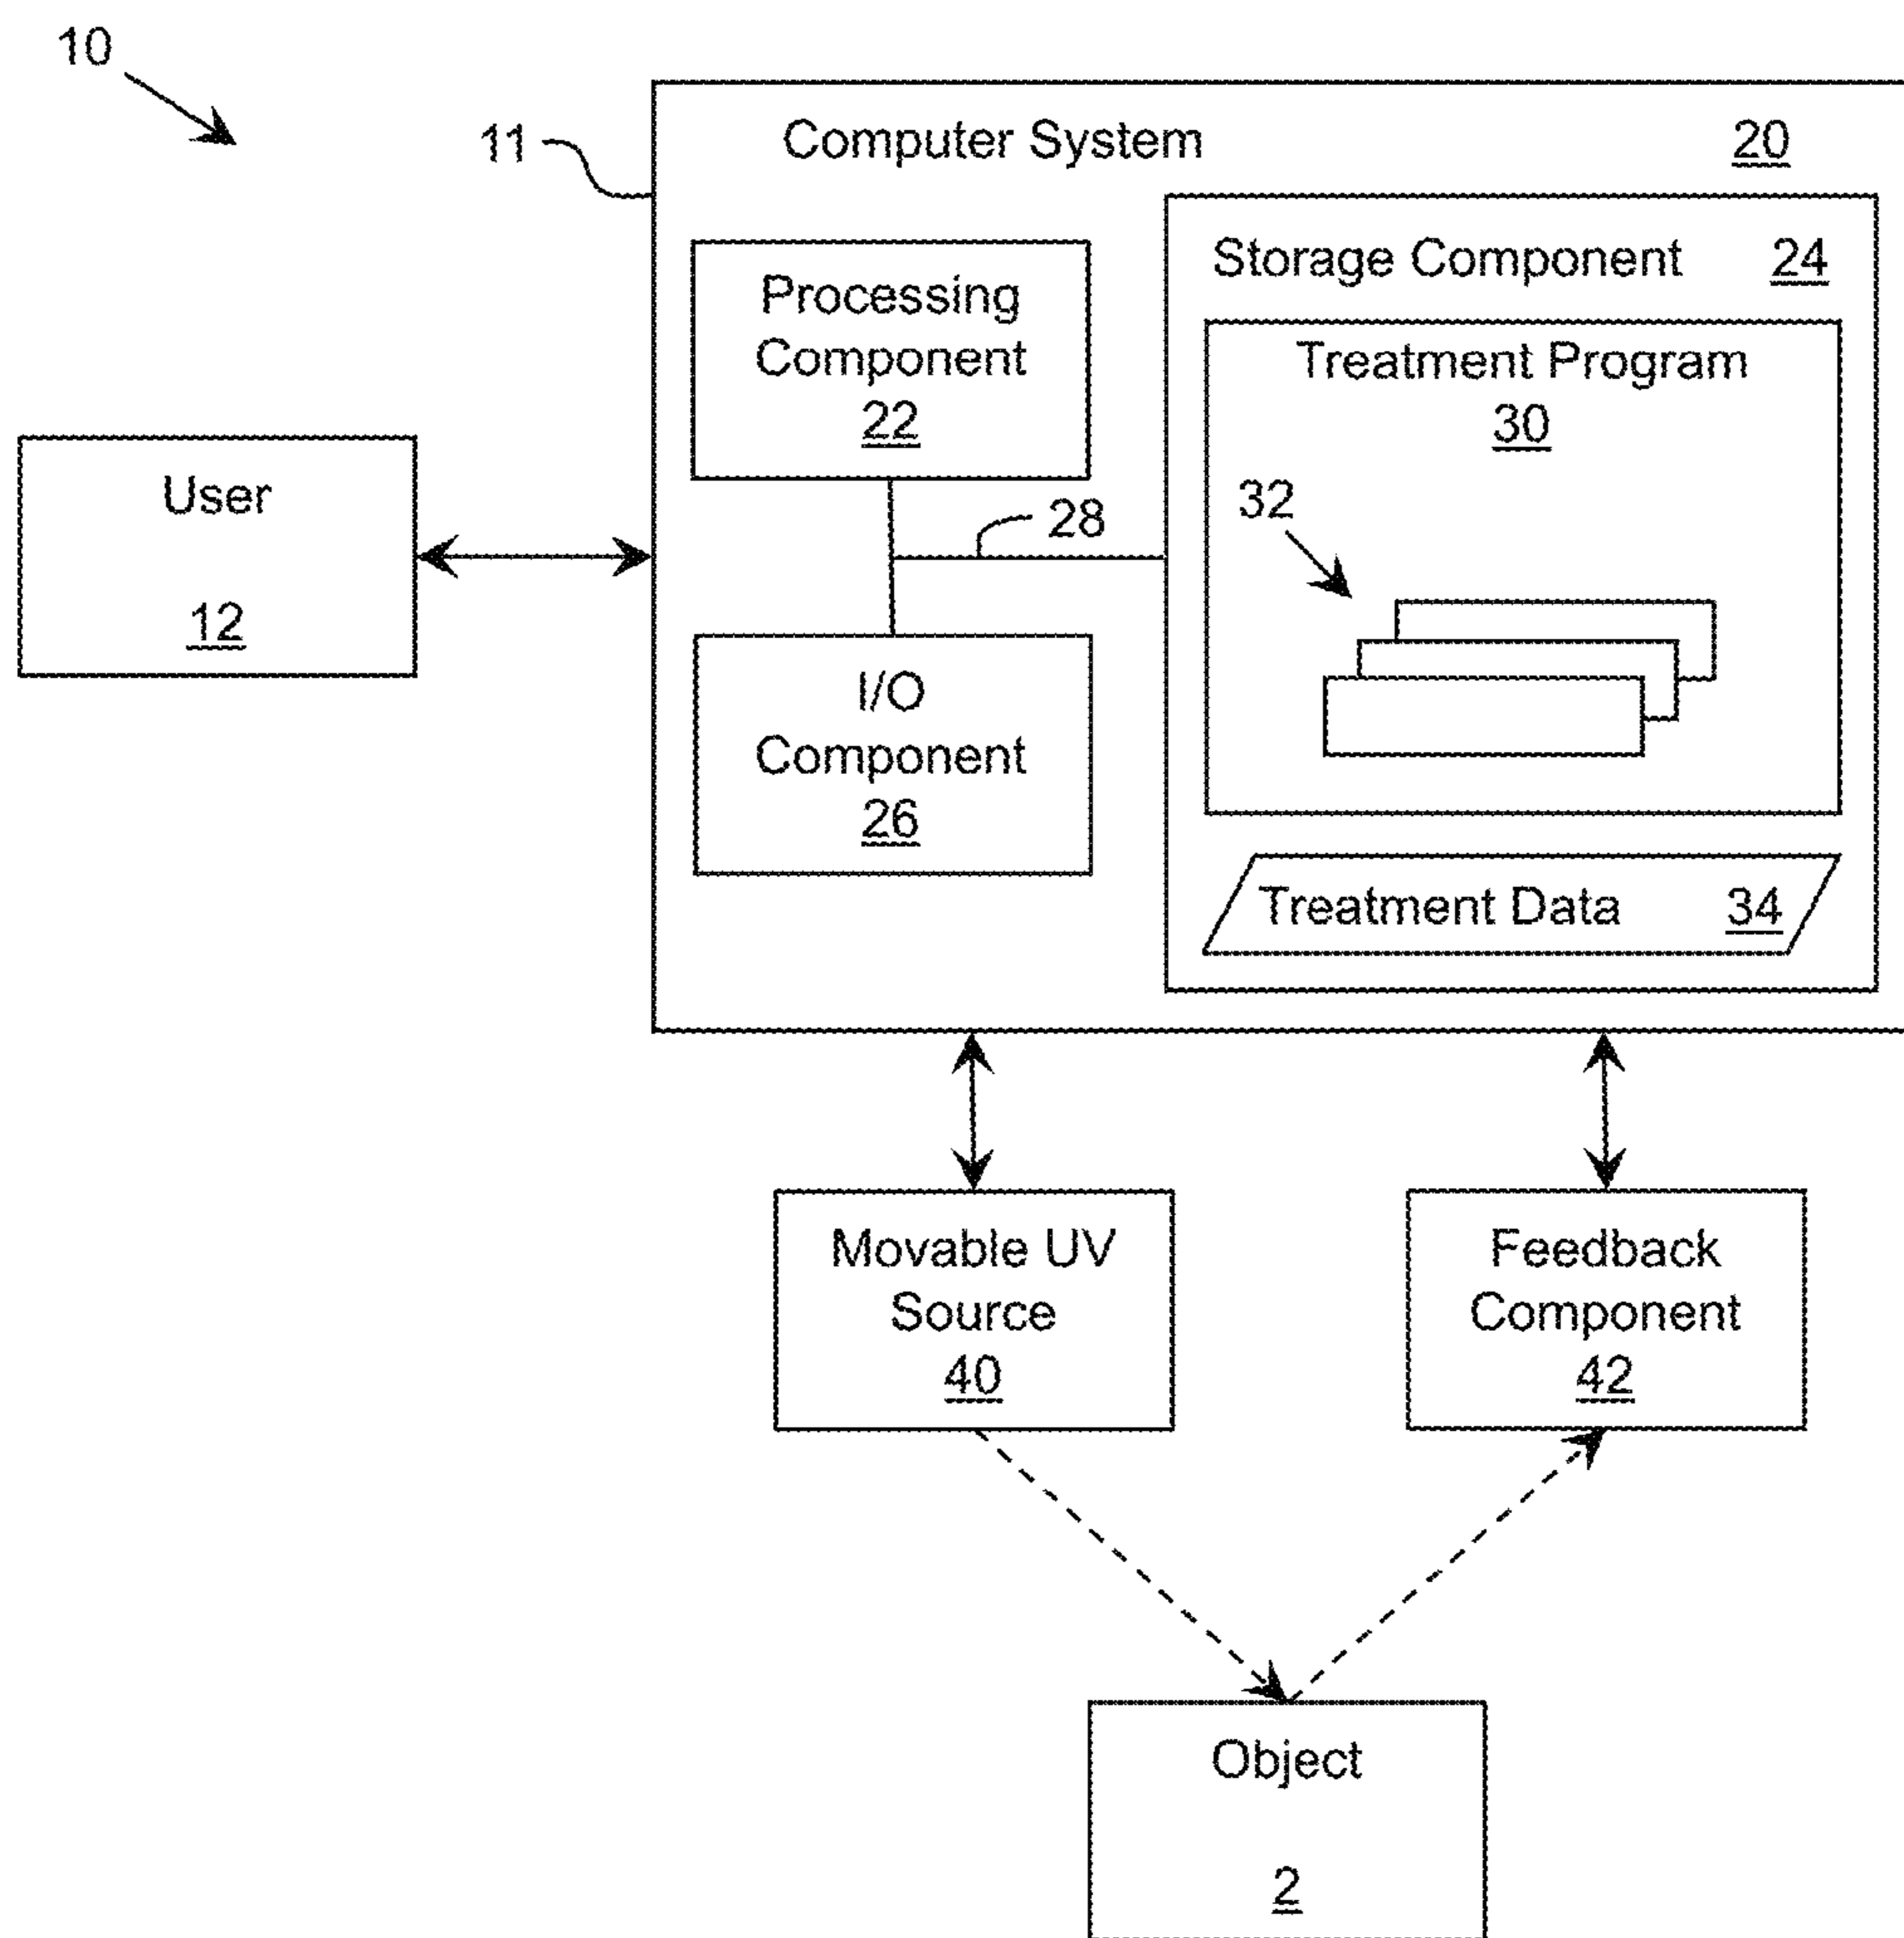 10
11
Computer System
20
Processing
Component
22
Storage Component
24
Treatment Program
30
32
28
User
12
I/O
Component
26
Treatment Data
34
Movable UV
Source
40
Feedback
Component
42
Object
2